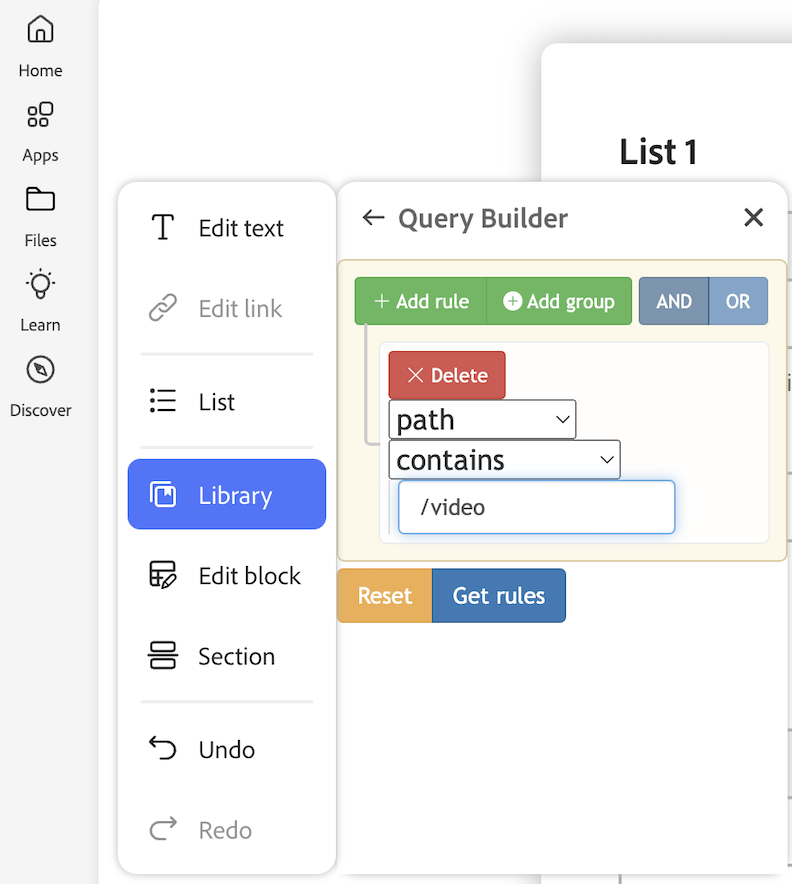 Home
Apps
Files
Learn
Discover
List 1
Edit text
Edit link
List
Library
Edit block
Section
Undo
Redo
Query Builder
Add rule
Add group
AND
OR
Delete
path
contains
/video
Reset
Get rules